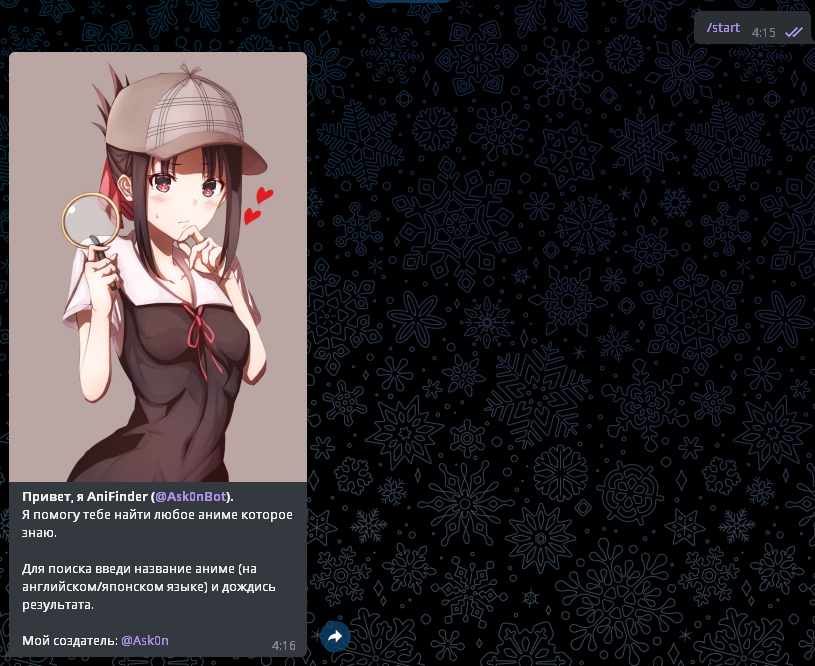 /start 4:15
Привет, я AniFinder (@Ask0nBot).
Я помогу тебе найти любое аниме которое
знаю.
Для поиска введи название аниме (на
английском/японском языке) и дождись
результата.
Мой создатель: @Ask0n 4:16